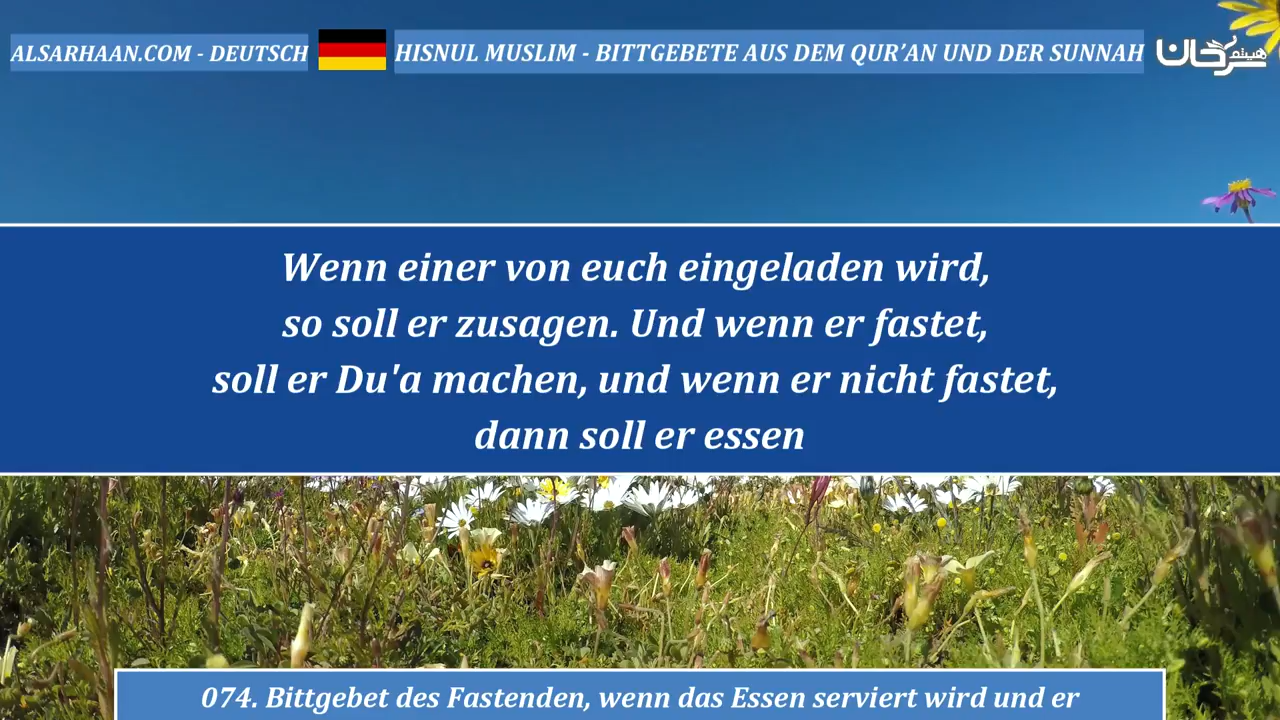 ALSARHAAN.COM - DEUTSCH
HISNUL MUSLIM - BITTGEBETE AUS DEM QUR’AN UND DER SUNNAH
هيثم سرحان
Wenn einer von euch eingeladen wird,
so soll er zusagen. Und wenn er fastet,
soll er Du'a machen, und wenn er nicht fastet,
dann soll er essen
074. Bittgebet des Fastenden, wenn das Essen serviert wird und er